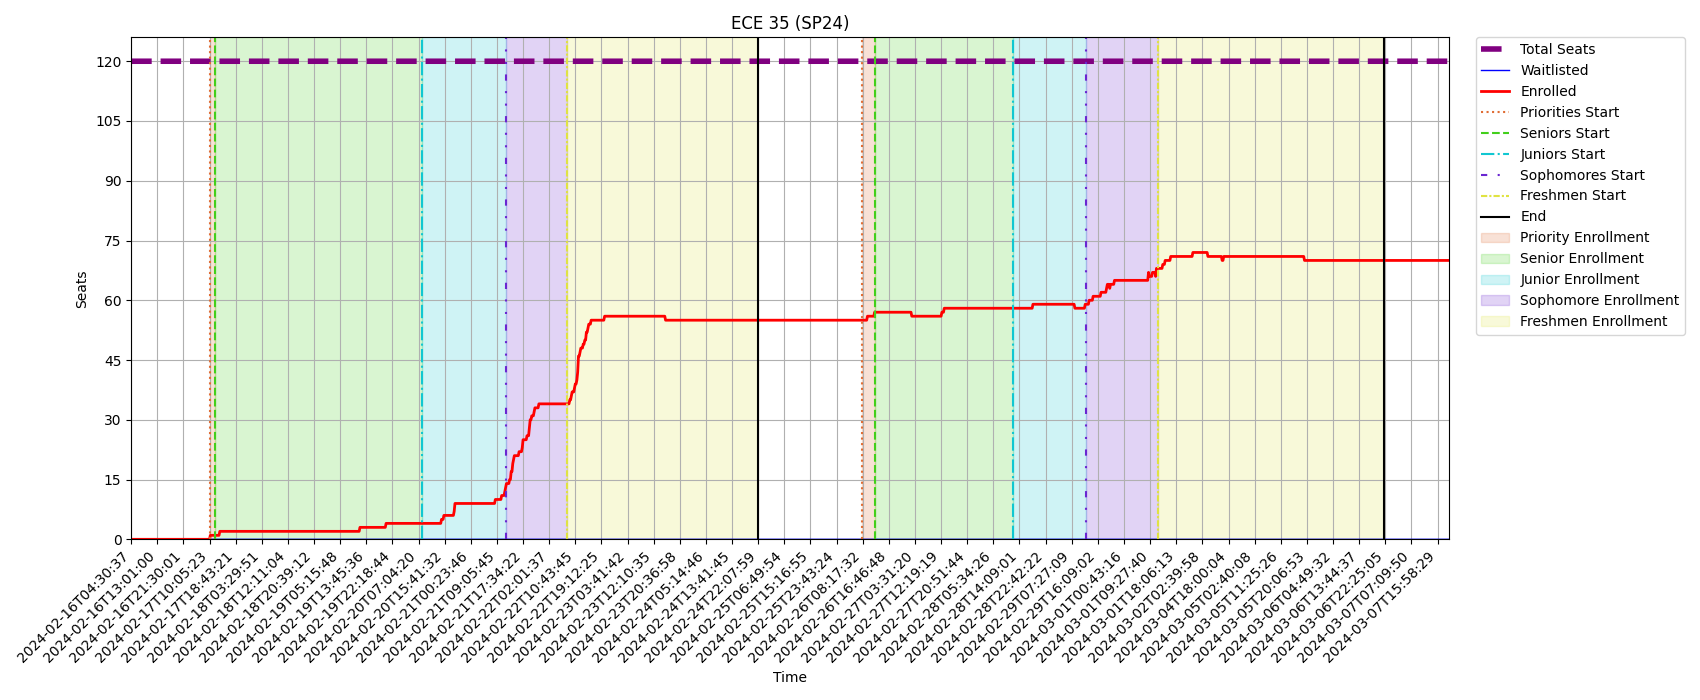 ECE 35 (SP24)
Total Seats
Waitlisted
Enrolled
Priorities Start
Seniors Start
Juniors Start
Sophomores Start
Freshmen Start
End
Priority Enrollment
Senior Enrollment
Junior Enrollment
Sophomore Enrollment
Freshmen Enrollment
Seats
120
105
90
75
60
45
30
15
0
2024-02-16T04:30:37
2024-02-16T13:01:00
2024-02-16T21:30:01
2024-02-17T10:05:23
2024-02-17T18:43:21
2024-02-18T03:29:51
2024-02-18T12:11:04
2024-02-18T20:39:12
2024-02-19T05:15:48
2024-02-19T13:45:36
2024-02-19T22:18:44
2024-02-20T07:04:20
2024-02-20T15:41:32
2024-02-21T00:23:46
2024-02-21T09:05:45
2024-02-21T17:34:22
2024-02-22T02:01:37
2024-02-22T10:43:45
2024-02-22T19:12:25
2024-02-23T03:41:42
2024-02-23T12:10:35
2024-02-23T20:36:58
2024-02-24T05:14:46
2024-02-24T13:41:45
2024-02-24T22:07:59
2024-02-25T06:49:54
2024-02-25T15:16:55
2024-02-25T23:43:24
2024-02-26T08:17:32
2024-02-26T16:46:48
2024-02-27T03:31:20
2024-02-27T12:19:19
2024-02-27T20:51:44
2024-02-28T05:34:26
2024-02-28T14:09:01
2024-02-28T22:42:22
2024-02-29T07:27:09
2024-02-29T16:09:02
2024-03-01T00:43:16
2024-03-01T09:27:40
2024-03-01T18:06:13
2024-03-02T02:39:58
2024-03-04T18:00:04
2024-03-05T02:40:08
2024-03-05T11:25:26
2024-03-05T20:06:53
2024-03-06T04:49:32
2024-03-06T13:44:37
2024-03-06T22:25:05
2024-03-07T07:09:50
2024-03-07T15:58:29
Time